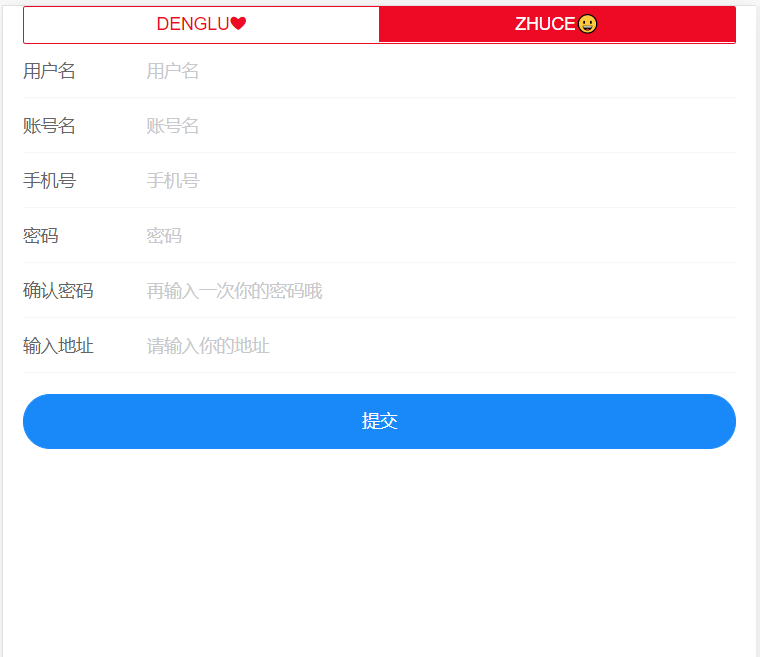 DENGLU❤ ZHUCE😀
用户名 用户名
账号名 账号名
手机号 手机号
密码 密码
确认密码 再输入一次你的密码哦
输入地址 请输入你的地址
提交